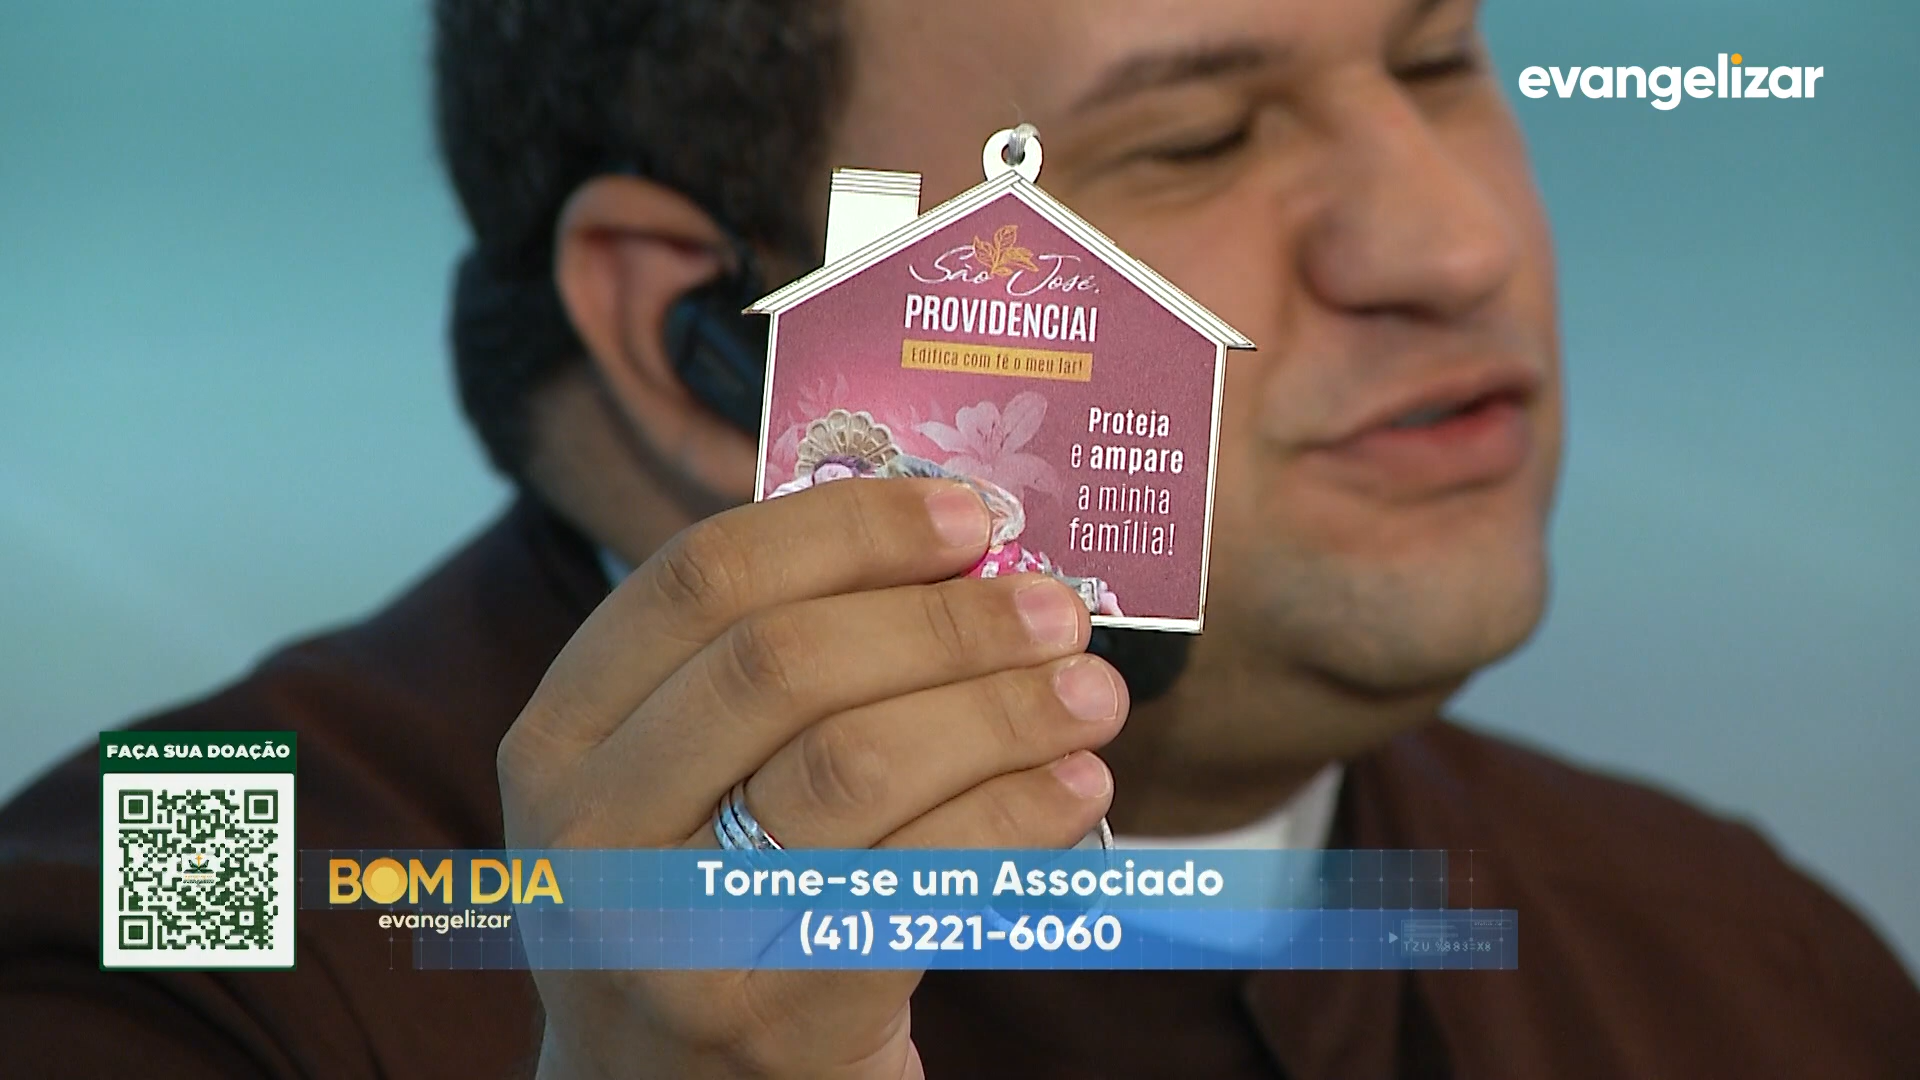 evangelizar
São José,
PROVIDENCIAI
Edifica com fé o meu lar!
Proteja
e ampare
a minha
família!
FAÇA SUA DOAÇÃO
BOM DIA
evangelizar
Torne-se um Associado
(41) 3221-6060